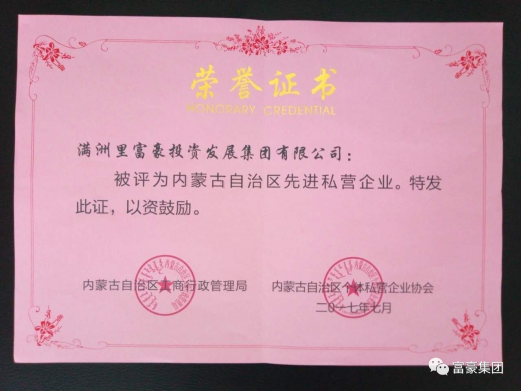 荣誉证书
HONORARY CREDENTIAL
满洲里富豪投资发展集团有限公司：
被评为内蒙古自治区先进私营企业。特发
此证，以资鼓励。
内蒙古自治区工商行政管理局 内蒙古自治区个体私营企业协会
二〇一七年七月
富豪集团